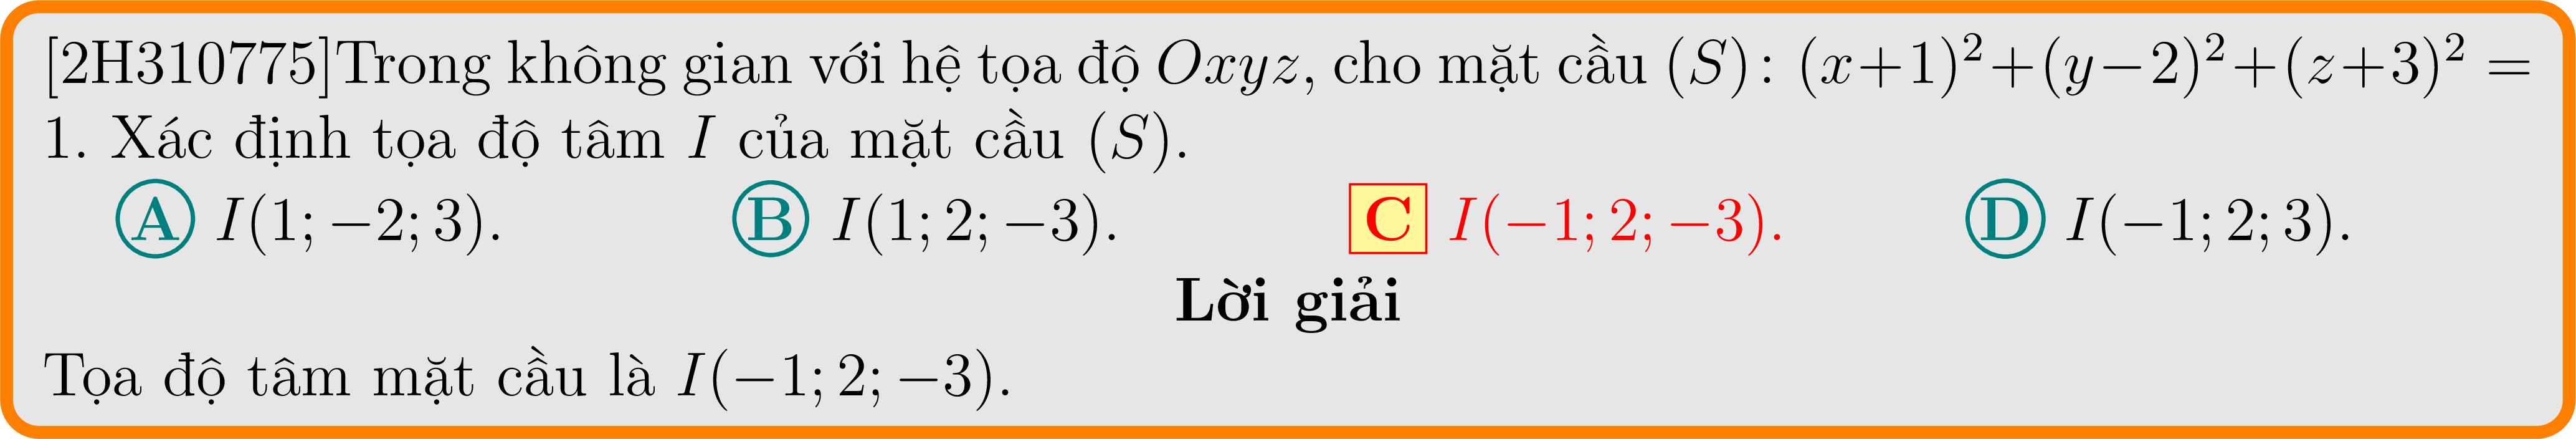 [2H310775]Trong không gian với hệ tọa độ Oxyz, cho mặt cầu (S): (x+1)²+(y−2)²+(z+3)² =
1. Xác định tọa độ tâm I của mặt cầu (S).
A I(1; −2; 3). B I(1; 2; −3). C I(−1; 2; −3). D I(−1; 2; 3).
Lời giải
Tọa độ tâm mặt cầu là I(−1; 2; −3).